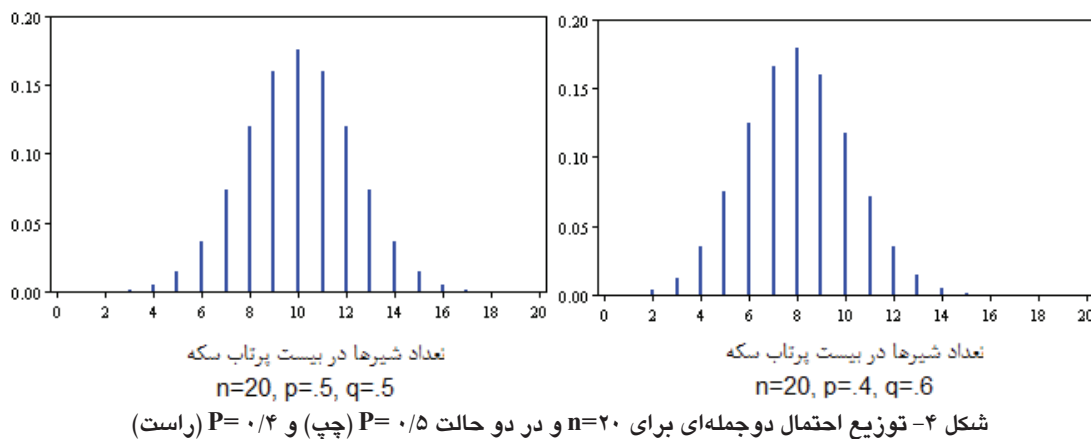 0.20
0.15
0.10
0.05
0.00
0 2 4 6 8 10 12 14 16 18 20
تعداد شیرها در بیست پرتاب سکه
n=20, p=.5, q=.5
0.20
0.15
0.10
0.05
0.00
0 2 4 6 8 10 12 14 16 18 20
تعداد شیرها در بیست پرتاب سکه
n=20, p=.4, q=.6
شکل ۴- توزیع احتمال دوجمله‌ای برای n=۲۰ و در دو حالت P= ۰/۵ (چپ) و P= ۰/۴ (راست)